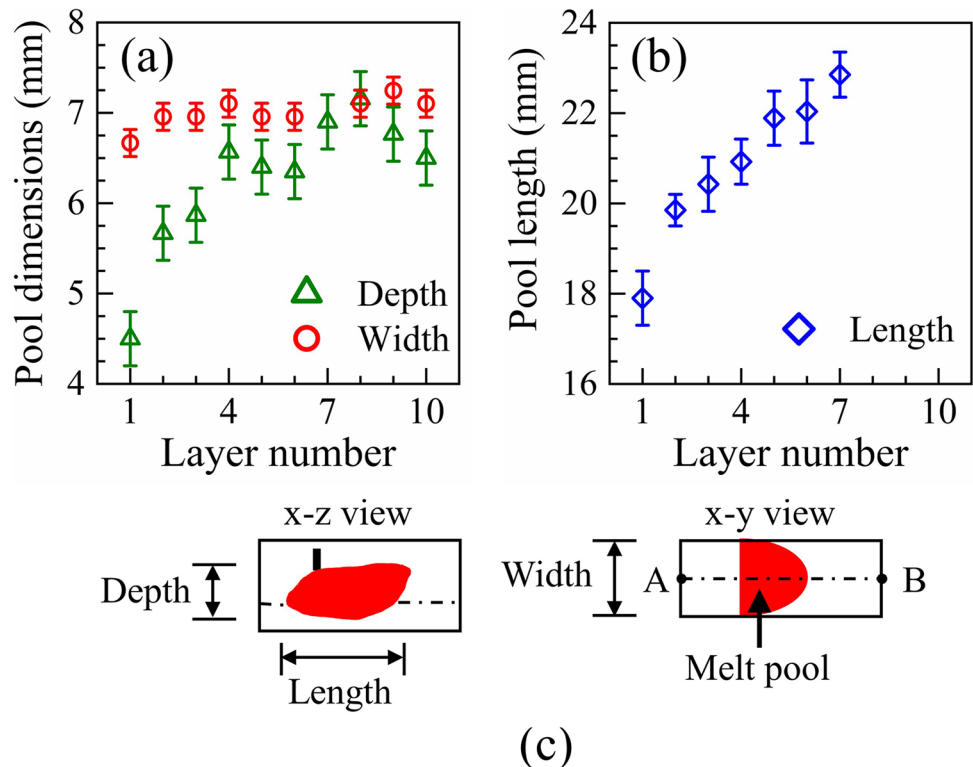 (a)
Pool dimensions (mm)
8
7
6
5
4
1 4 7 10
Layer number
Depth
Width
(b)
Pool length (mm)
24
22
20
18
16
1 4 7 10
Layer number
Length
x-z view
Depth
Length
x-y view
Width
A
B
Melt pool
(c)